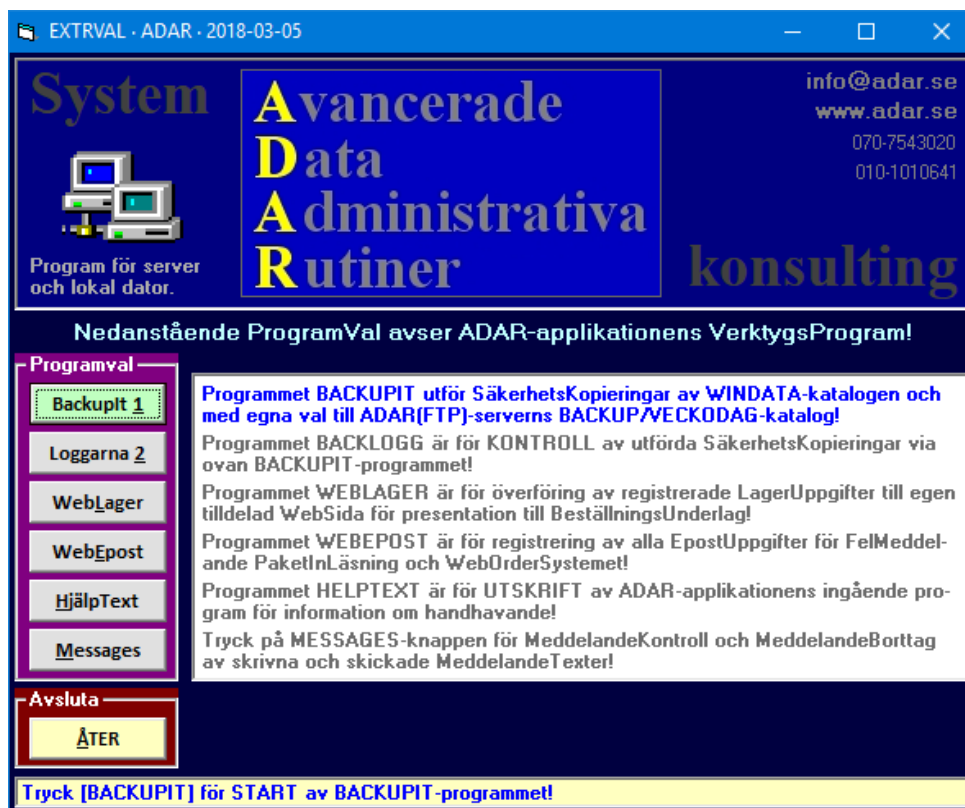 EXTRVAL · ADAR · 2018-03-05
System
Avancerade
Data
Administrativa
Rutiner
info@adar.se
www.adar.se
070-7543020
010-1010641
Program för server
och lokal dator.
konsulting
Nedanstående ProgramVal avser ADAR-applikationens VerktygsProgram!
Programval
BackupIt 1
Loggarna 2
WebLager
WebEpost
HjälpText
Messages
Programmet BACKUPIT utför SäkerhetsKopieringar av WINDATA-katalogen och
med egna val till ADAR(FTP)-serverns BACKUP/VECKODAG-katalog!
Programmet BACKLOGG är för KONTROLL av utförda SäkerhetsKopieringar via
ovan BACKUPIT-programmet!
Programmet WEBLAGER är för överföring av registrerade LagerUppgifter till egen
tilldelad WebSida för presentation till BeställningsUnderlag!
Programmet WEBEPOST är för registrering av alla EpostUppgifter för FelMeddel-
ande PaketInLäsning och WebOrderSystemet!
Programmet HELPTEXT är för UTSKRIFT av ADAR-applikationens ingående pro-
gram för information om handhavande!
Tryck på MESSAGES-knappen för MeddelandeKontroll och MeddelandeBorttag
av skrivna och skickade MeddelandeTexter!
Avsluta
ÅTER
Tryck [BACKUPIT] för START av BACKUPIT-programmet!